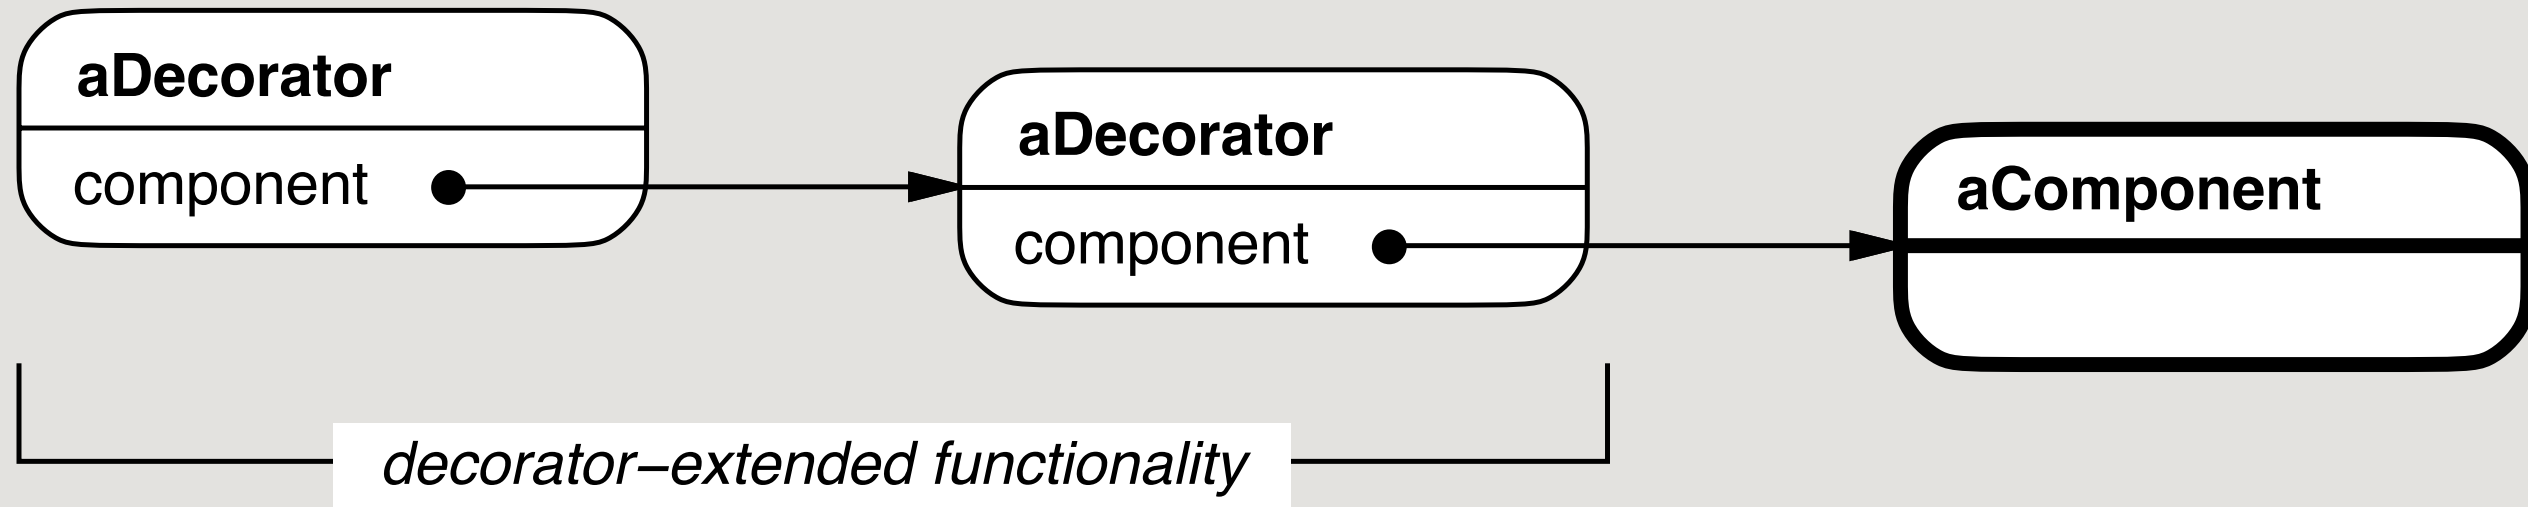 aDecorator
component
aDecorator
component
aComponent
decorator–extended functionality